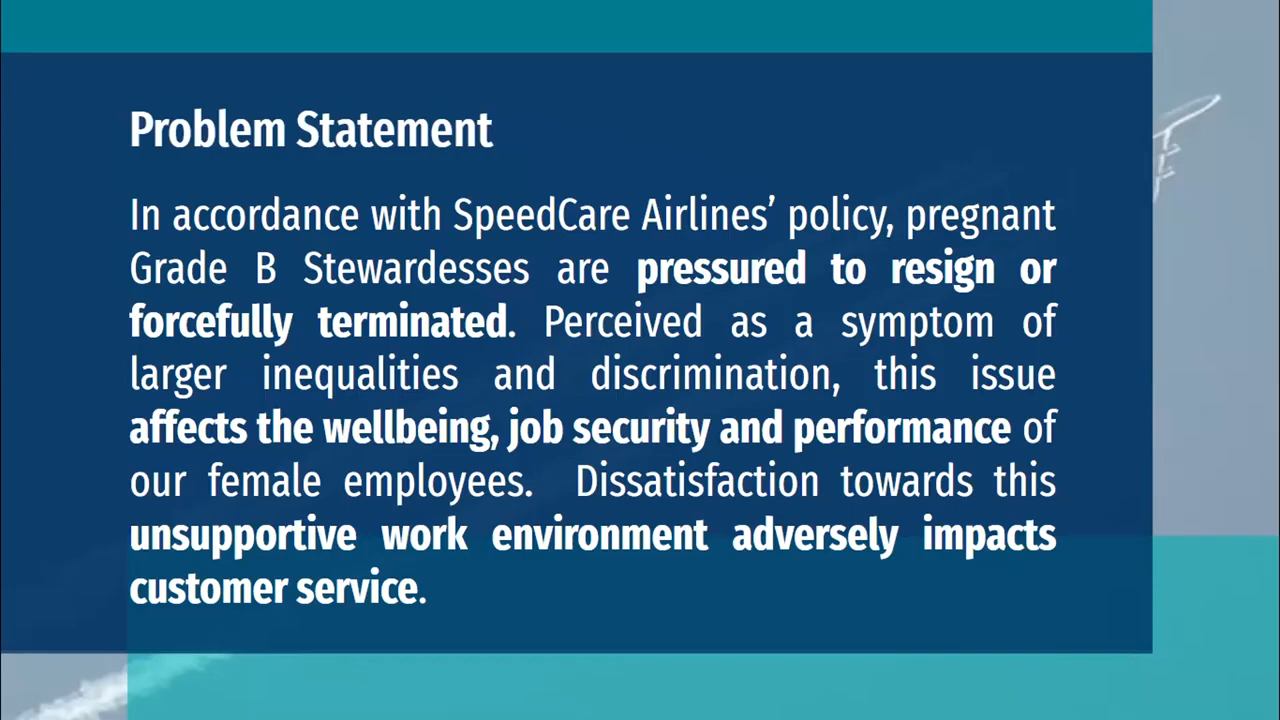 Problem Statement
In accordance with SpeedCare Airlines’ policy, pregnant
Grade B Stewardesses are pressured to resign or
forcefully terminated. Perceived as a symptom of
larger inequalities and discrimination, this issue
affects the wellbeing, job security and performance of
our female employees. Dissatisfaction towards this
unsupportive work environment adversely impacts
customer service.